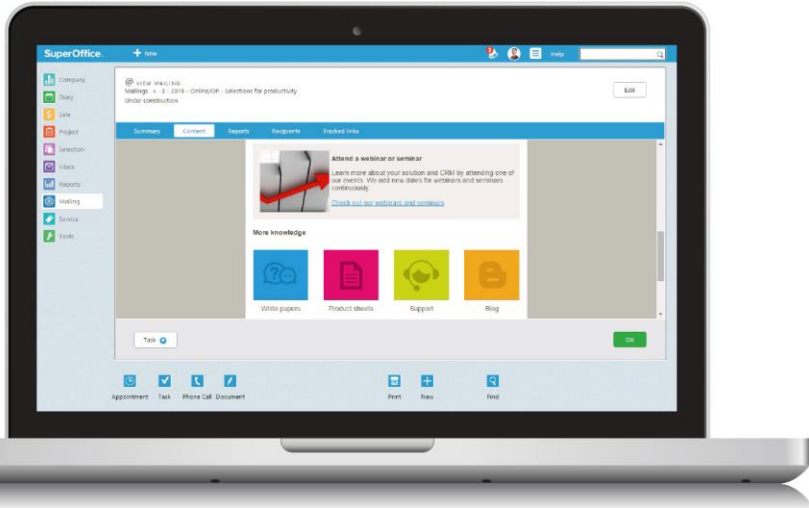 SuperOffice.
+ New
Help
Company
Diary
Sale
Project
Selection
Inbox
Reports
Mailing
Service
Tools
@ VIEW MAILING
Mailings > 3 - 2016 - Online/OP - Selections for productivity
Under construction
Edit
Summary Content Reports Recipients Tracked links
Attend a webinar or seminar
Learn more about your solution and CRM by attending one of
our events. We add new dates for webinars and seminars
continuously.
Check out our webinars and seminars
More knowledge
White papers Product sheets Support Blog
Task
OK
Appointment Task Phone Call Document Print New Find